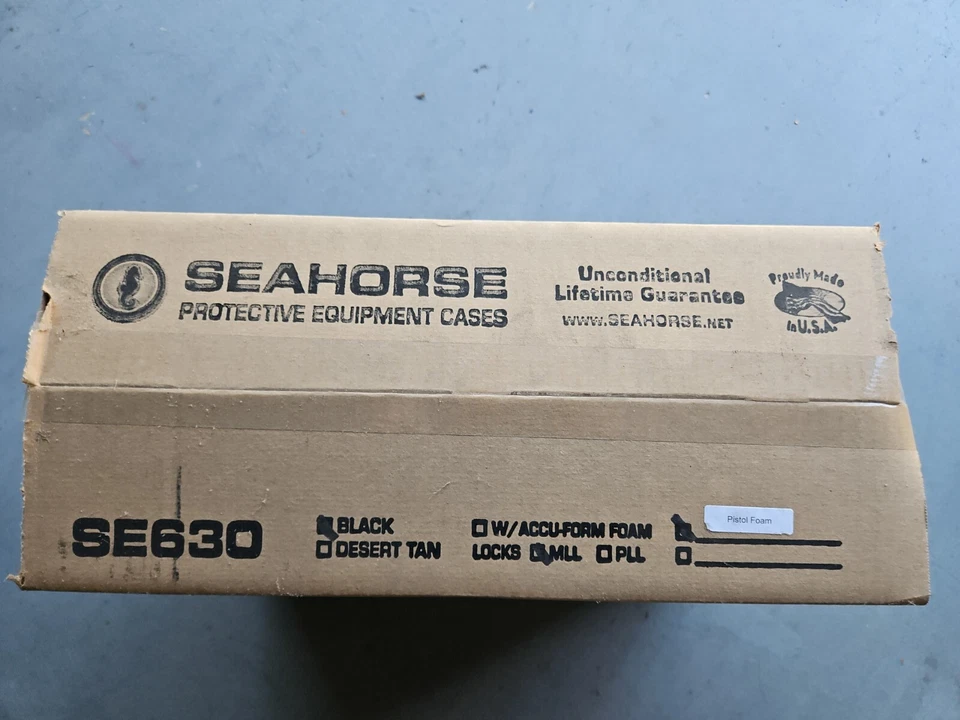 SEAHORSE
PROTECTIVE EQUIPMENT CASES
Unconditional
Lifetime Guarantee
WWW.SEAHORSE.NET
Proudly Made
In U.S.A.
SE630
BLACK
DESERT TAN
W/ACCU-FORM FOAM
LOCKS MLL PLL
Pistol Foam